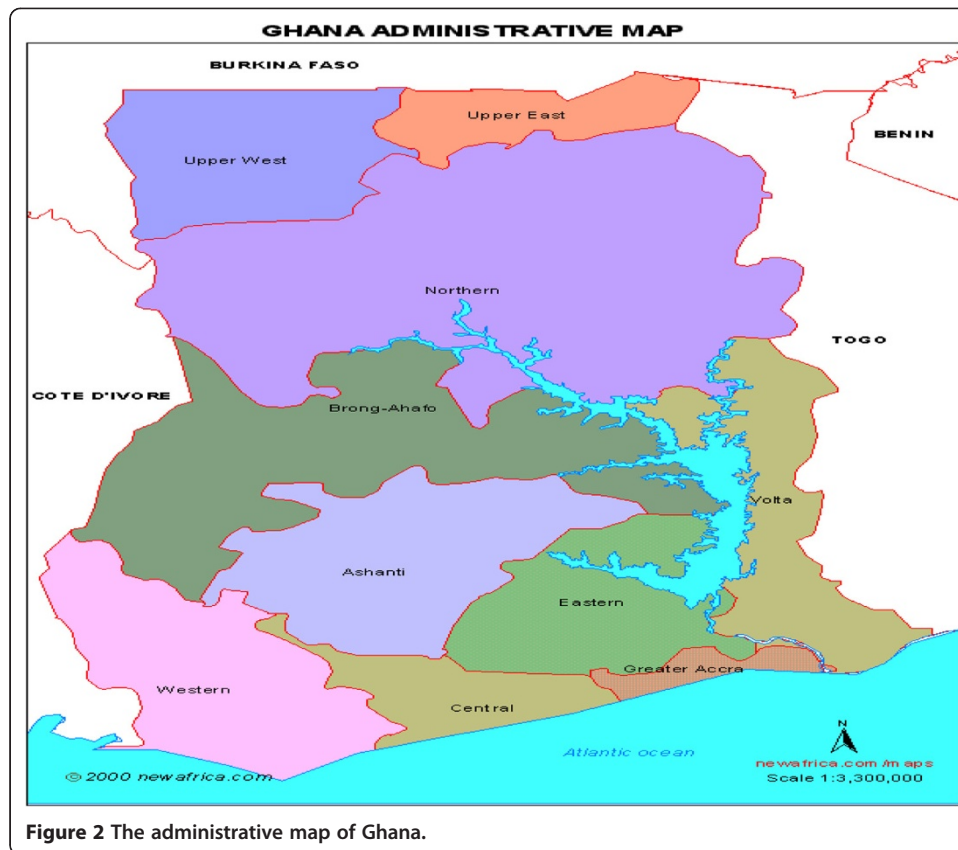 GHANA ADMINISTRATIVE MAP
BURKINA FASO
Upper East
BENIN
Upper West
Northern
TOGO
COTE D'IVORE
Brong-Ahafo
Volta
Ashanti
Eastern
Greater Accra
Western
Central
N
Atlantic ocean
newafrica.com/maps
© 2000 newafrica.com
Scale 1:3,300,000
Figure 2 The administrative map of Ghana.